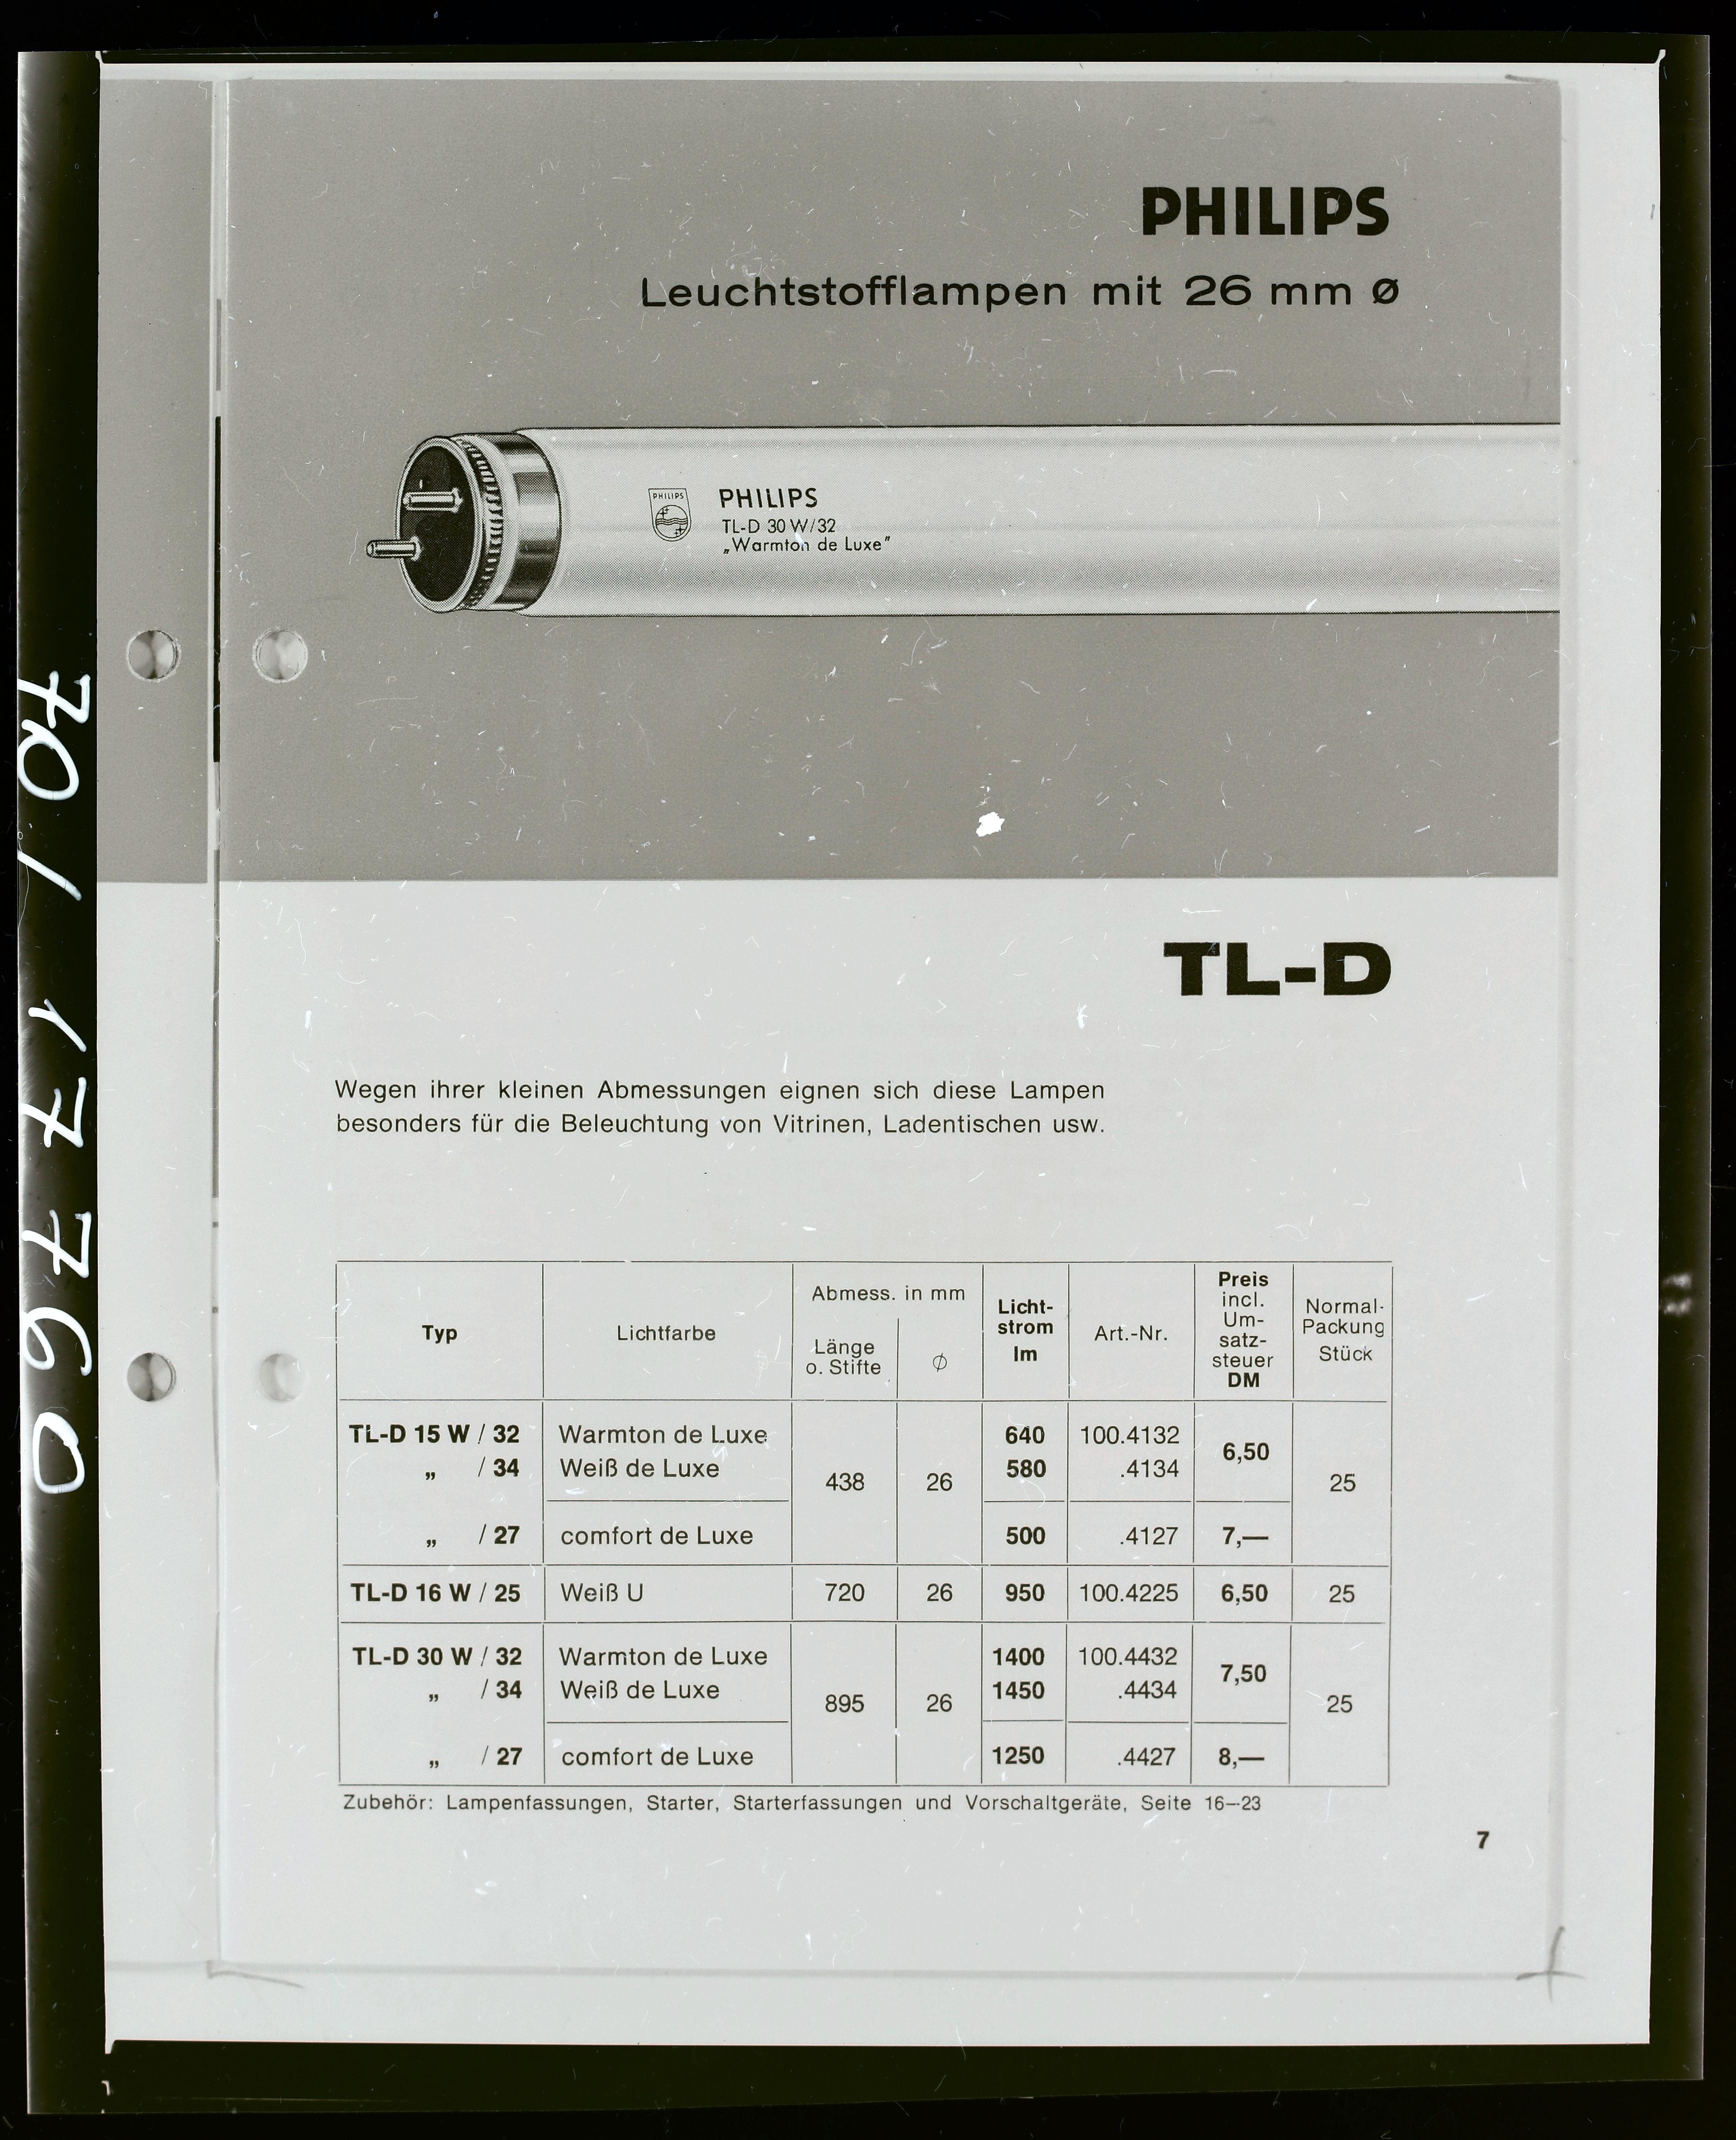 PHILIPS
Leuchtstofflampen mit 26 mm Ø
PHILIPS
PHILIPS
TL-D 30 W/32
„Warmton de Luxe"
TL-D
Wegen ihrer kleinen Abmessungen eignen sich diese Lampen
besonders für die Beleuchtung von Vitrinen, Ladentischen usw.
Typ Lichtfarbe Abmess. in mm Länge o. Stifte Ø Licht-strom lm Art.-Nr. Preis incl. Um-satz-steuer DM Normal-Packung Stück
TL-D 15 W / 32 Warmton de Luxe 640 100.4132 6,50
„ / 34 Weiß de Luxe 438 26 580 .4134 25
„ / 27 comfort de Luxe 500 .4127 7,—
TL-D 16 W / 25 Weiß U 720 26 950 100.4225 6,50 25
TL-D 30 W / 32 Warmton de Luxe 1400 100.4432 7,50
„ / 34 Weiß de Luxe 895 26 1450 .4434 25
„ / 27 comfort de Luxe 1250 .4427 8,—
Zubehör: Lampenfassungen, Starter, Starterfassungen und Vorschaltgeräte, Seite 16–23
7
70/17760